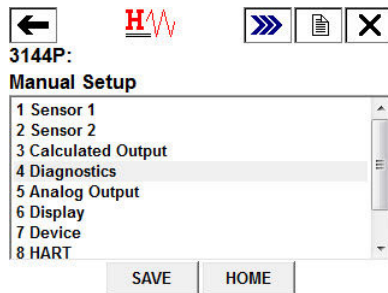 H
3144P:
Manual Setup
1 Sensor 1
2 Sensor 2
3 Calculated Output
4 Diagnostics
5 Analog Output
6 Display
7 Device
8 HART
SAVE HOME